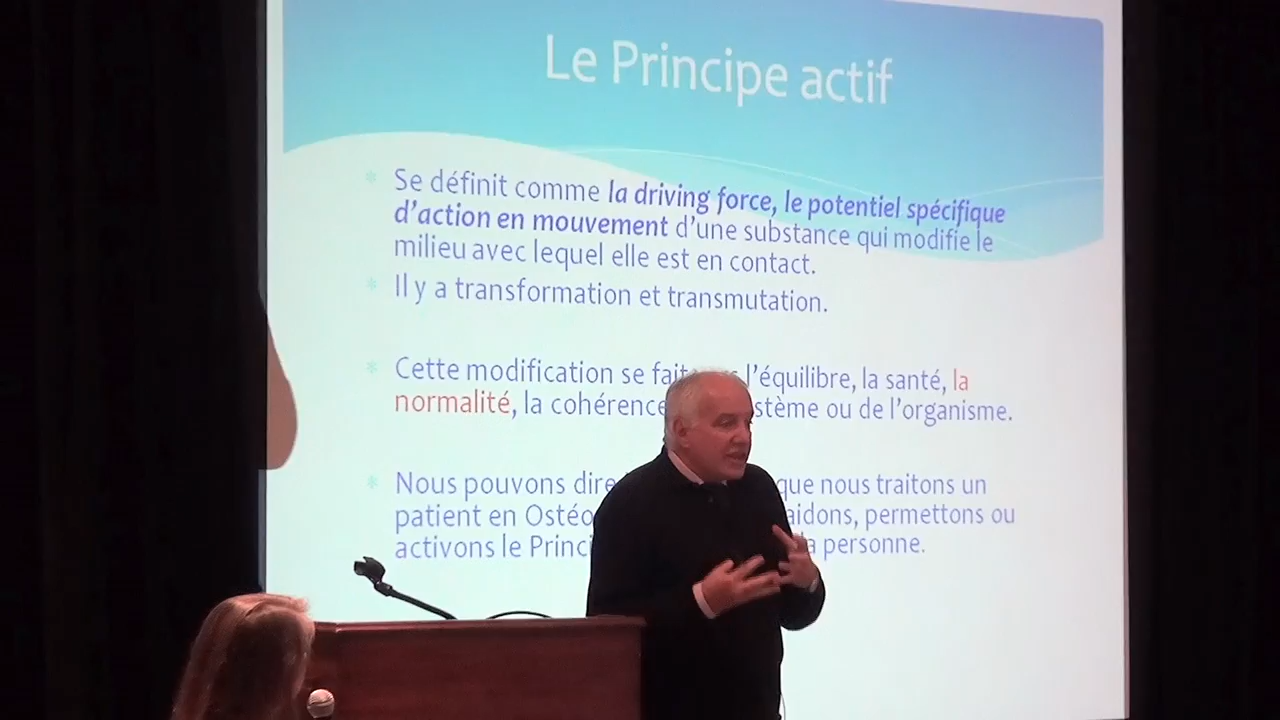 Le Principe actif
Se définit comme la driving force, le potentiel spécifique
d'action en mouvement d'une substance qui modifie le
milieu avec lequel elle est en contact.
Il y a transformation et transmutation.
Cette modification se fait l'équilibre, la santé, la
normalité, la cohérence ou de l'organisme.
Nous pouvons dire que nous traitons un
patient en aidons, permettons ou
activons le la personne.